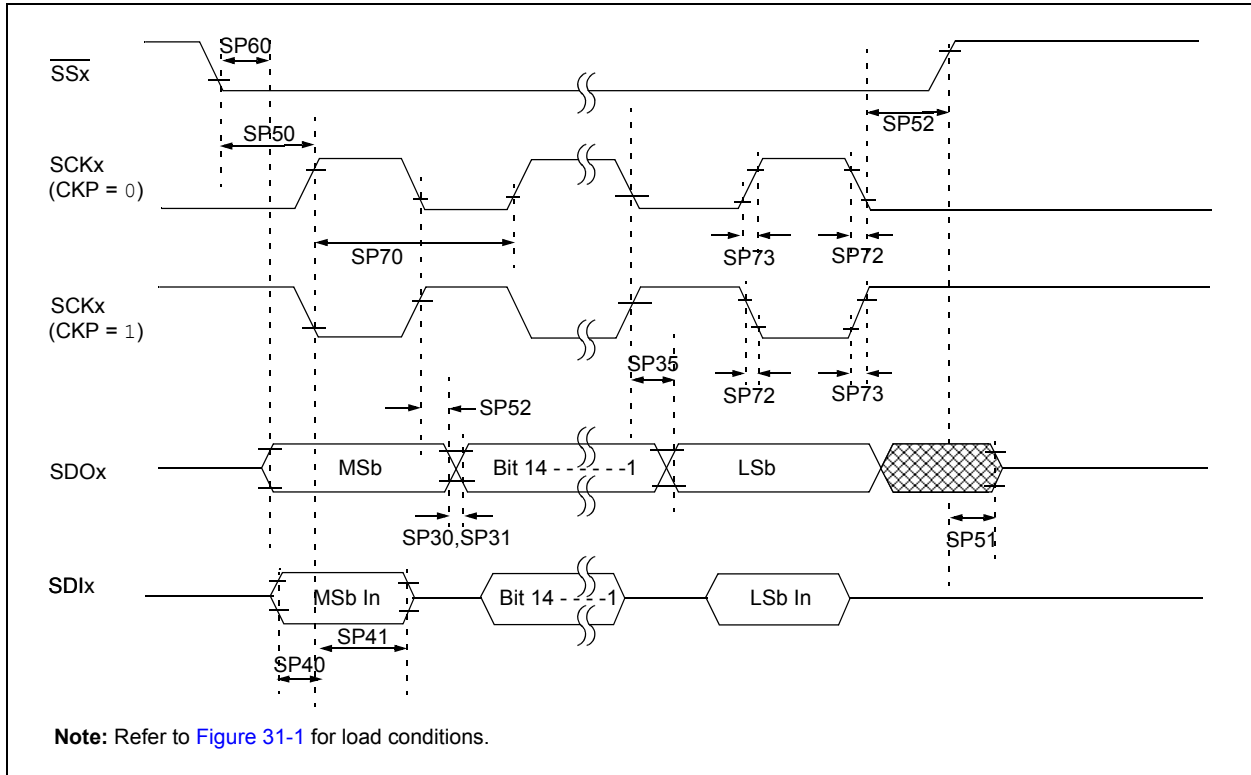 SP60
SSx
SP50
SP52
SCKx
(CKP = 0)
SP70
SP73
SP72
SCKx
(CKP = 1)
SP35
SP72
SP73
SP52
SDOx
MSb
Bit 14 - - - - - -1
LSb
SP30,SP31
SP51
SDIx
MSb In
Bit 14 - - - -1
LSb In
SP41
SP40
Note: Refer to Figure 31-1 for load conditions.